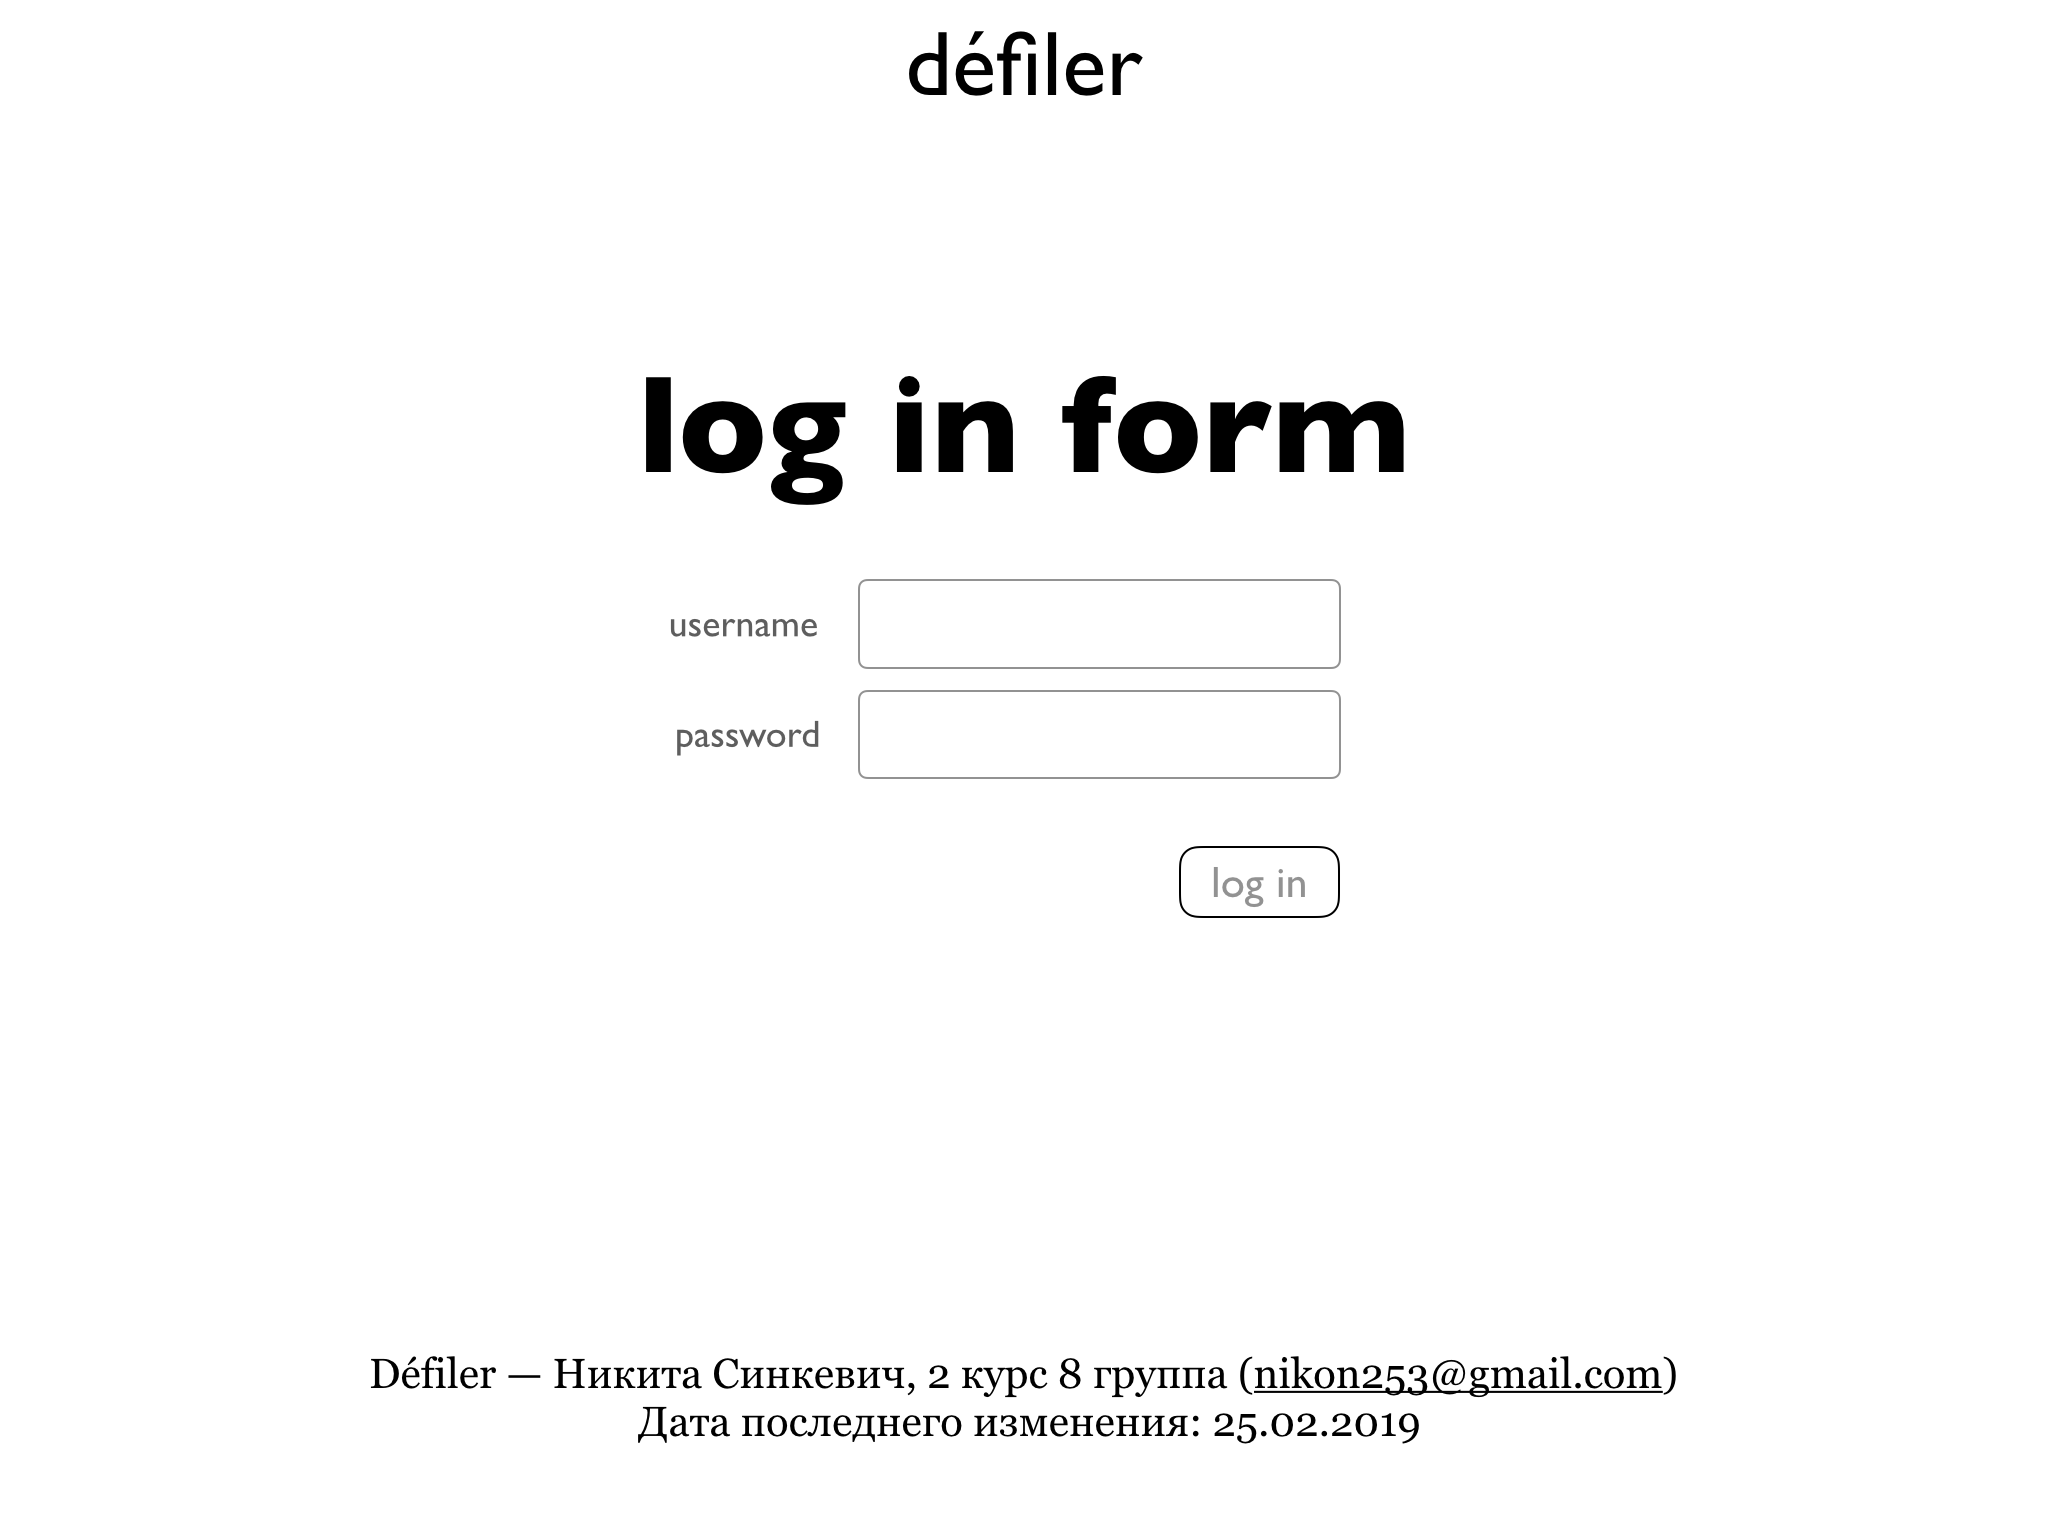 défiler
log in form
username
password
log in
Défiler — Никита Синкевич, 2 курс 8 группа (nikon253@gmail.com)
Дата последнего изменения: 25.02.2019